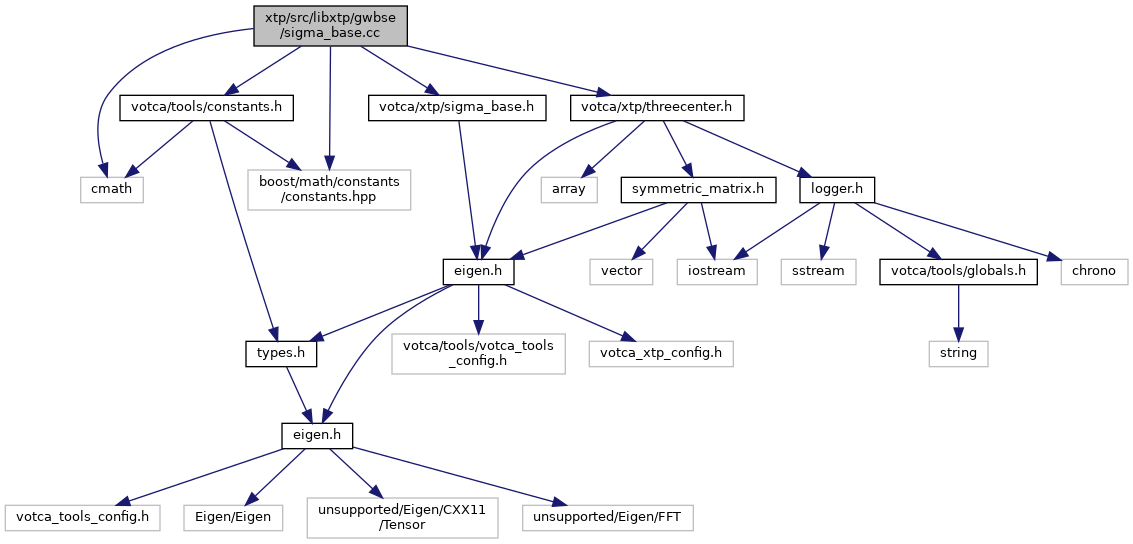 xtp/src/libxtp/gwbse
/sigma_base.cc
votca/tools/constants.h
votca/xtp/sigma_base.h
votca/xtp/threecenter.h
cmath
boost/math/constants
/constants.hpp
array
symmetric_matrix.h
logger.h
eigen.h
vector
iostream
sstream
votca/tools/globals.h
chrono
types.h
votca/tools/votca_tools
_config.h
votca_xtp_config.h
string
eigen.h
votca_tools_config.h
Eigen/Eigen
unsupported/Eigen/CXX11
/Tensor
unsupported/Eigen/FFT